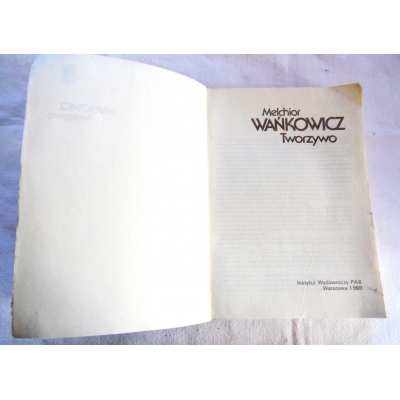 Melchior
WAŃKOWICZ
Tworzywo
Instytut Wydawniczy PAX
Warszawa 1986